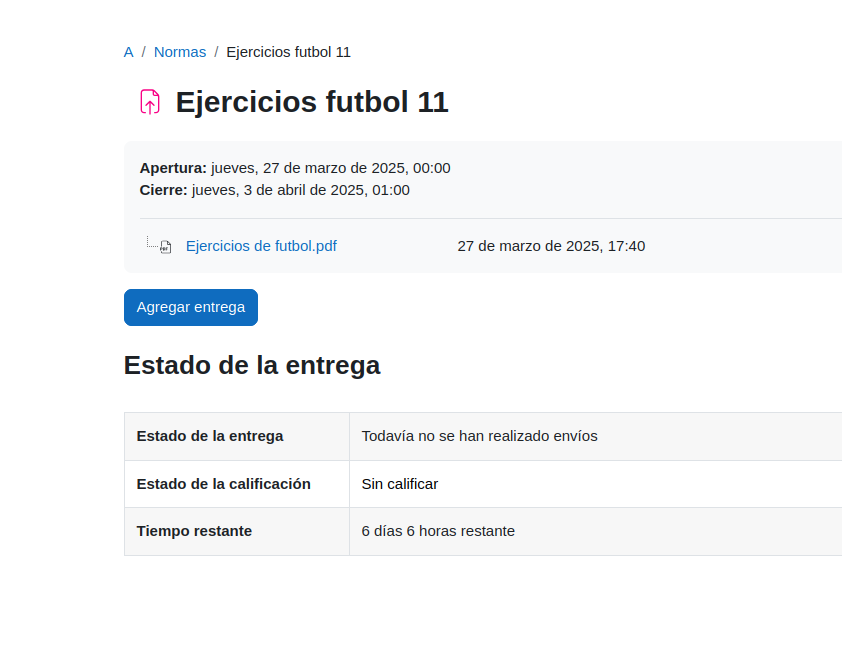 A / Normas / Ejercicios futbol 11
Ejercicios futbol 11
Apertura: jueves, 27 de marzo de 2025, 00:00
Cierre: jueves, 3 de abril de 2025, 01:00
Ejercicios de futbol.pdf 27 de marzo de 2025, 17:40
Agregar entrega
Estado de la entrega
Estado de la entrega Todavía no se han realizado envíos
Estado de la calificación Sin calificar
Tiempo restante 6 días 6 horas restante